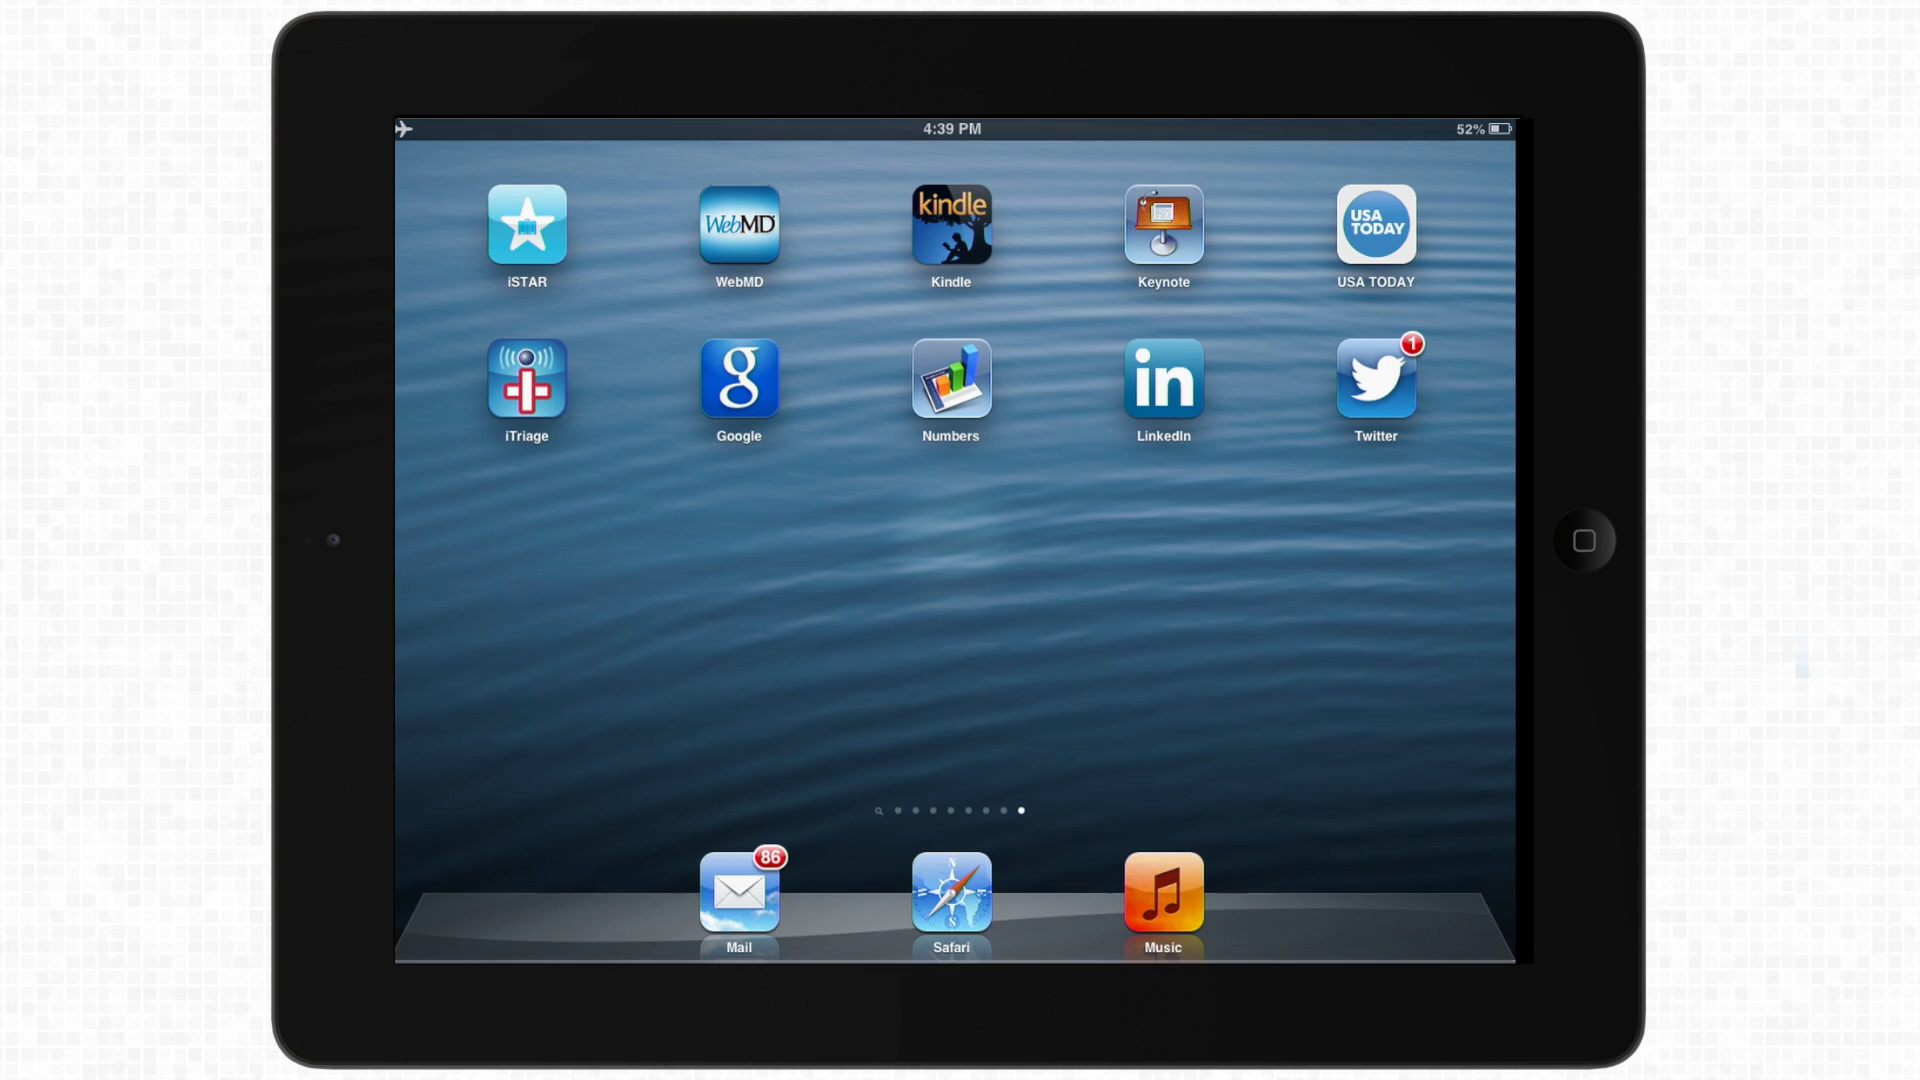 4:39 PM
52%
kindle
WebMD
USA
TODAY
iSTAR
WebMD
Kindle
Keynote
USA TODAY
1
g
in
iTriage
Google
Numbers
LinkedIn
Twitter
86
N
S
Mail
Safari
Music